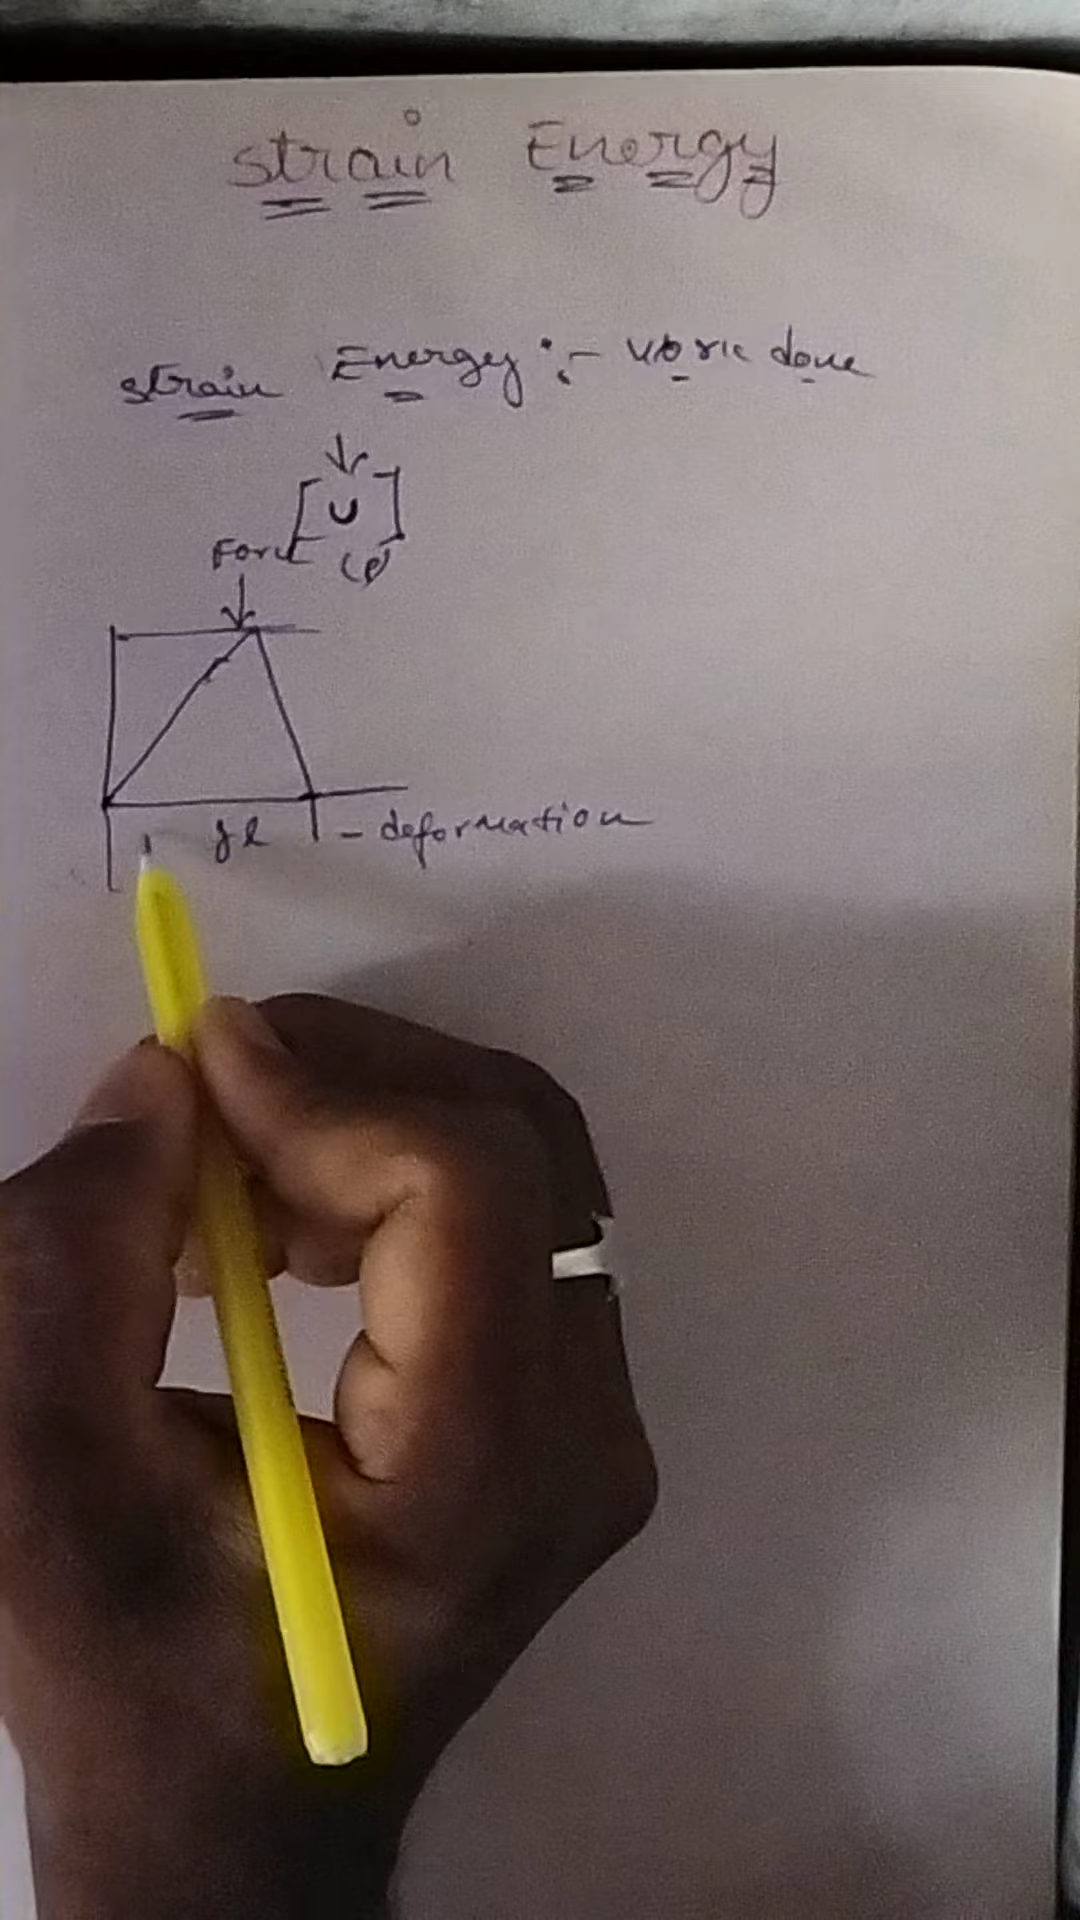 strain Energy
strain Energy :- work done
[U]
Force (P)
δl - deformation